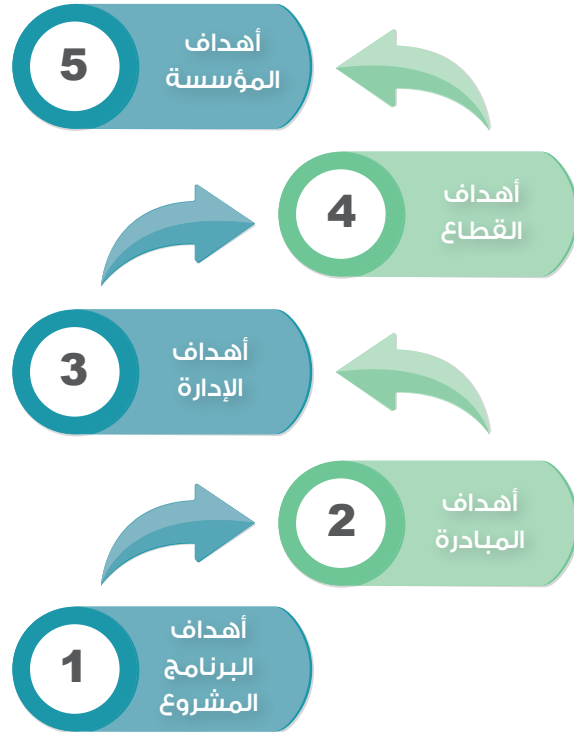 5
أهداف
المؤسسة
4
أهداف
القطاع
3
أهداف
الإدارة
2
أهداف
المبادرة
1
أهداف
البرنامج
المشروع